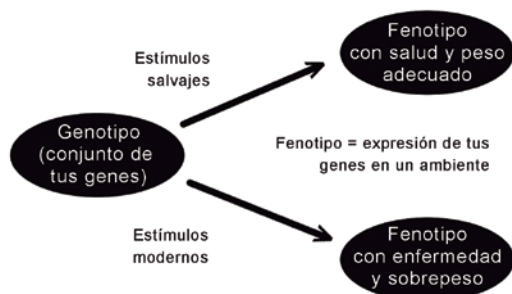 Estímulos
salvajes
Fenotipo
con salud y peso
adecuado
Genotipo
(conjunto de
tus genes)
Fenotipo = expresión de tus
genes en un ambiente
Estímulos
modernos
Fenotipo
con enfermedad
y sobrepeso